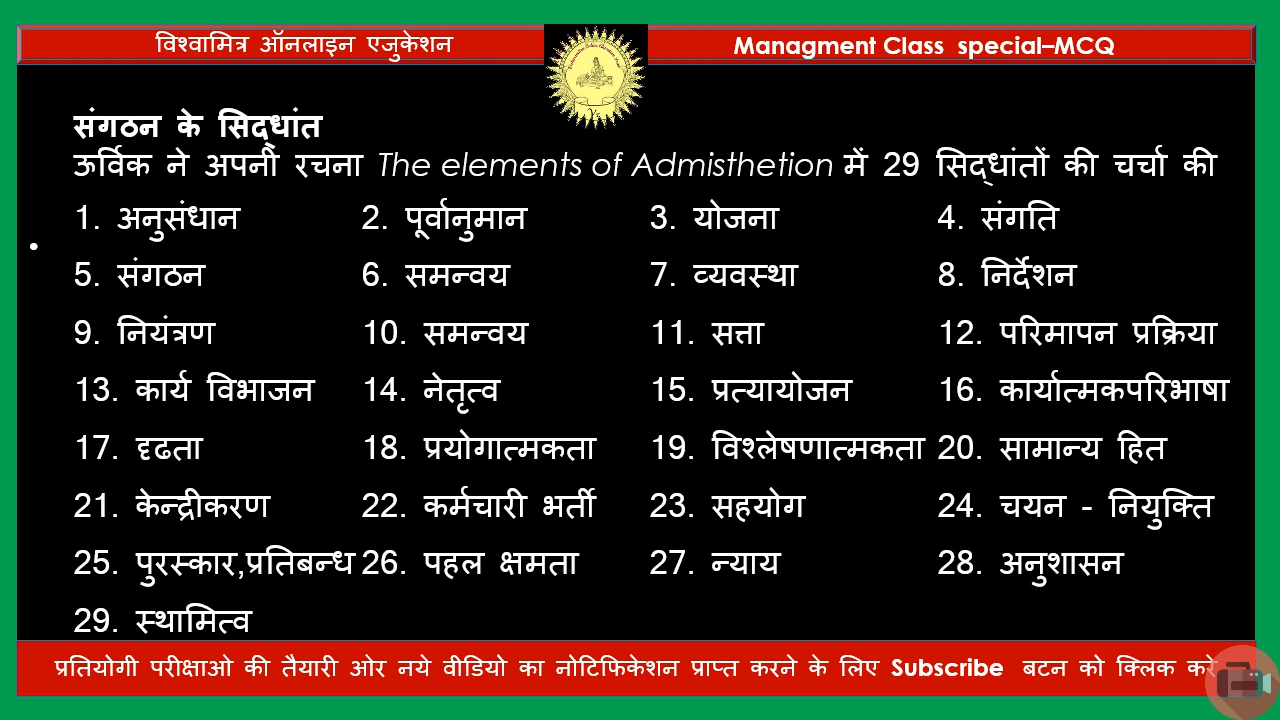 विश्वामित्र ऑनलाइन एजुकेशन
Managment Class special–MCQ
संगठन के सिद्धांत
ऊर्विक ने अपनी रचना The elements of Admisthetion में 29 सिद्धांतों की चर्चा की
1. अनुसंधान 2. पूर्वानुमान 3. योजना 4. संगति
5. संगठन 6. समन्वय 7. व्यवस्था 8. निर्देशन
9. नियंत्रण 10. समन्वय 11. सत्ता 12. परिमापन प्रक्रिया
13. कार्य विभाजन 14. नेतृत्व 15. प्रत्यायोजन 16. कार्यात्मकपरिभाषा
17. दृढता 18. प्रयोगात्मकता 19. विश्लेषणात्मकता 20. सामान्य हित
21. केन्द्रीकरण 22. कर्मचारी भर्ती 23. सहयोग 24. चयन - नियुक्ति
25. पुरस्कार,प्रतिबन्ध 26. पहल क्षमता 27. न्याय 28. अनुशासन
29. स्थामित्व
प्रतियोगी परीक्षाओ की तैयारी ओर नये वीडियो का नोटिफिकेशन प्राप्त करने के लिए Subscribe बटन को क्लिक करे